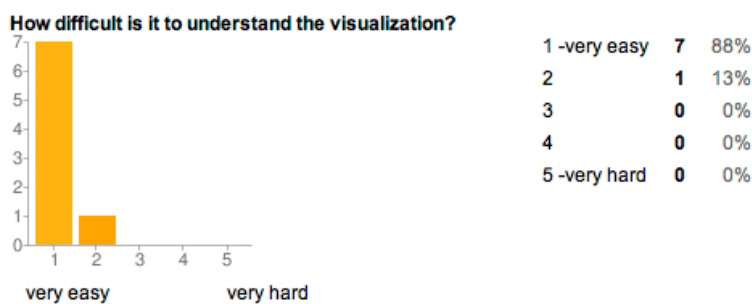 How difficult is it to understand the visualization?
7
6
5
4
3
2
1
0
1 2 3 4 5
very easy very hard
1 -very easy 7 88%
2 1 13%
3 0 0%
4 0 0%
5 -very hard 0 0%